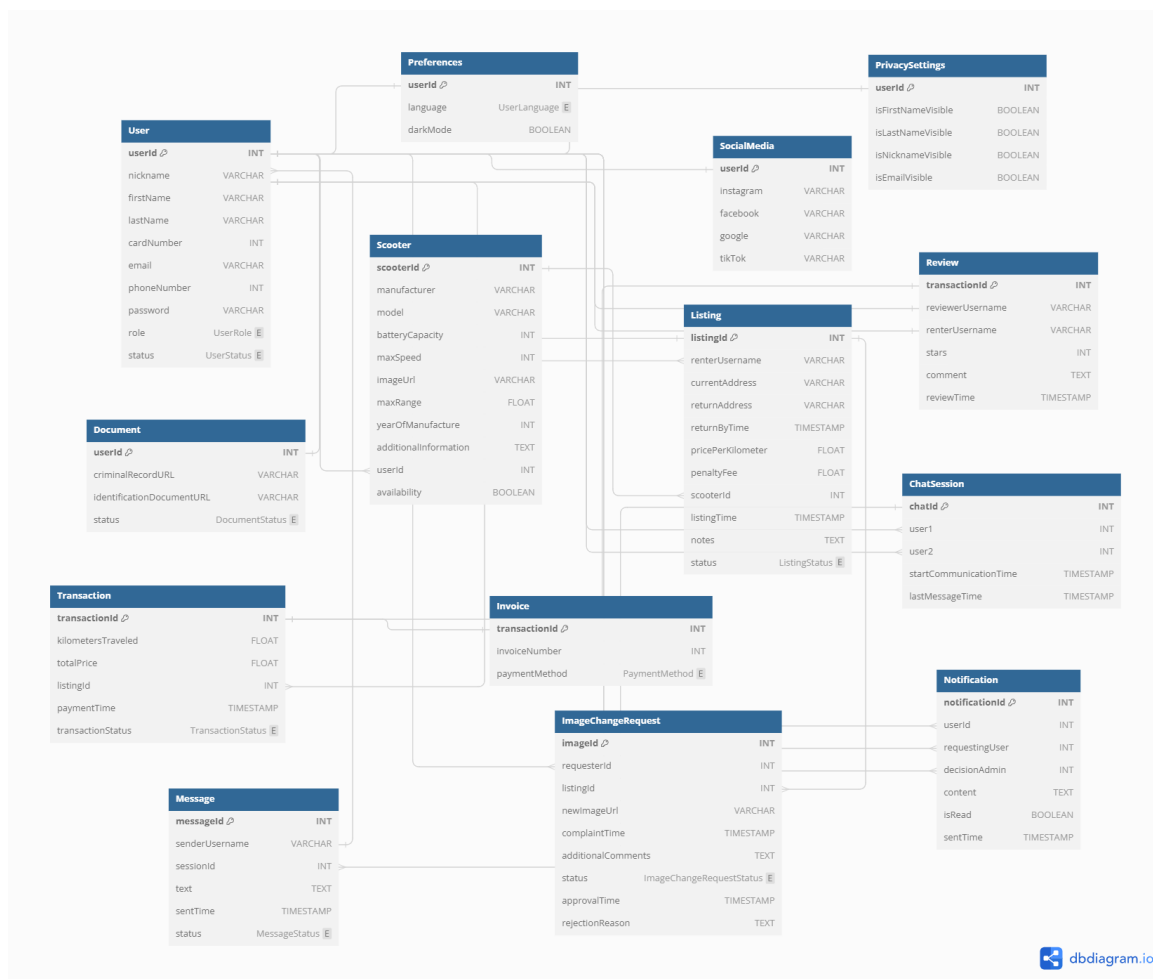 Preferences
userId INT
language UserLanguage E
darkMode BOOLEAN
PrivacySettings
userId INT
isFirstNameVisible BOOLEAN
isLastNameVisible BOOLEAN
isNicknameVisible BOOLEAN
isEmailVisible BOOLEAN
User
userId INT
nickname VARCHAR
firstName VARCHAR
lastName VARCHAR
cardNumber INT
email VARCHAR
phoneNumber INT
password VARCHAR
role UserRole E
status UserStatus E
SocialMedia
userId INT
instagram VARCHAR
facebook VARCHAR
google VARCHAR
tikTok VARCHAR
Scooter
scooterId INT
manufacturer VARCHAR
model VARCHAR
batteryCapacity INT
maxSpeed INT
imageUrl VARCHAR
maxRange FLOAT
yearOfManufacture INT
additionalInformation TEXT
userId INT
availability BOOLEAN
Review
transactionId INT
reviewerUsername VARCHAR
renterUsername VARCHAR
stars INT
comment TEXT
reviewTime TIMESTAMP
Listing
listingId INT
renterUsername VARCHAR
currentAddress VARCHAR
returnAddress VARCHAR
returnByTime TIMESTAMP
pricePerKilometer FLOAT
penaltyFee FLOAT
scooterId INT
listingTime TIMESTAMP
notes TEXT
status ListingStatus E
Document
userId INT
criminalRecordURL VARCHAR
identificationDocumentURL VARCHAR
status DocumentStatus E
ChatSession
chatId INT
user1 INT
user2 INT
startCommunicationTime TIMESTAMP
lastMessageTime TIMESTAMP
Transaction
transactionId INT
kilometersTraveled FLOAT
totalPrice FLOAT
listingId INT
paymentTime TIMESTAMP
transactionStatus TransactionStatus E
Invoice
transactionId INT
invoiceNumber INT
paymentMethod PaymentMethod E
Notification
notificationId INT
userId INT
requestingUser INT
decisionAdmin INT
content TEXT
isRead BOOLEAN
sentTime TIMESTAMP
ImageChangeRequest
imageId INT
requesterId INT
listingId INT
newImageUrl VARCHAR
complaintTime TIMESTAMP
additionalComments TEXT
status ImageChangeRequestStatus E
approvalTime TIMESTAMP
rejectionReason TEXT
Message
messageId INT
senderUsername VARCHAR
sessionId INT
text TEXT
sentTime TIMESTAMP
status MessageStatus E
dbdiagram.io